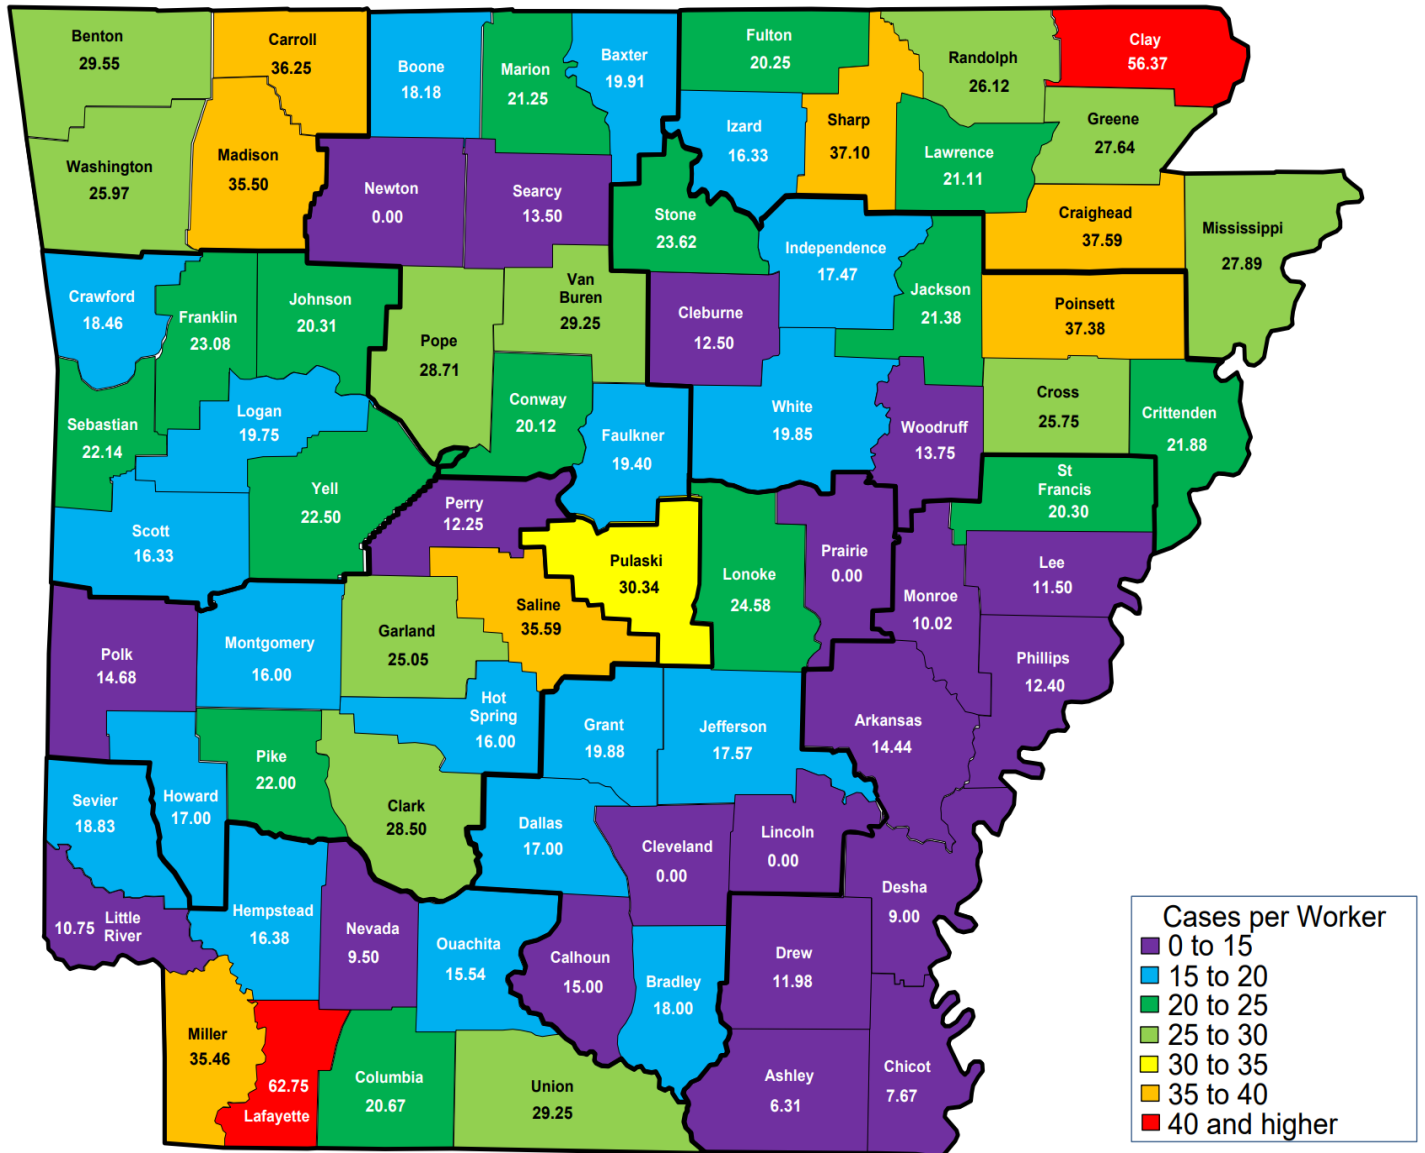 Benton
29.55
Carroll
36.25
Boone
18.18
Marion
21.25
Baxter
19.91
Fulton
20.25
Randolph
26.12
Clay
56.37
Washington
25.97
Madison
35.50
Newton
0.00
Searcy
13.50
Stone
23.62
Izard
16.33
Sharp
37.10
Lawrence
21.11
Greene
27.64
Craighead
37.59
Mississippi
27.89
Crawford
18.46
Franklin
23.08
Johnson
20.31
Pope
28.71
Van
Buren
29.25
Cleburne
12.50
Independence
17.47
Jackson
21.38
Poinsett
37.38
Sebastian
22.14
Logan
19.75
Conway
20.12
Faulkner
19.40
White
19.85
Woodruff
13.75
Cross
25.75
Crittenden
21.88
Scott
16.33
Yell
22.50
Perry
12.25
Pulaski
30.34
Lonoke
24.58
Prairie
0.00
St
Francis
20.30
Monroe
10.02
Lee
11.50
Polk
14.68
Montgomery
16.00
Garland
25.05
Saline
35.59
Phillips
12.40
Hot
Spring
16.00
Grant
19.88
Jefferson
17.57
Arkansas
14.44
Sevier
18.83
Howard
17.00
Pike
22.00
Clark
28.50
Dallas
17.00
Cleveland
0.00
Lincoln
0.00
Desha
9.00
10.75 Little
River
Hempstead
16.38
Nevada
9.50
Ouachita
15.54
Calhoun
15.00
Bradley
18.00
Drew
11.98
Miller
35.46
62.75
Lafayette
Columbia
20.67
Union
29.25
Ashley
6.31
Chicot
7.67
Cases per Worker
0 to 15
15 to 20
20 to 25
25 to 30
30 to 35
35 to 40
40 and higher